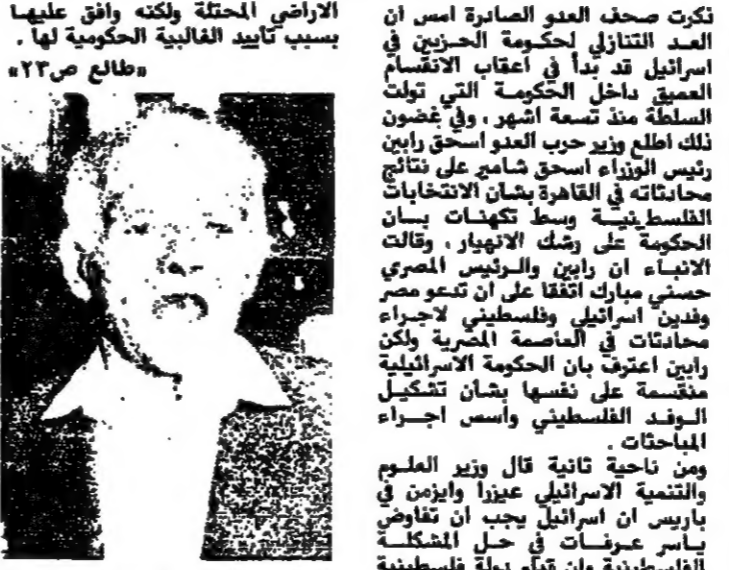 ذكرت صحف العدو الصادرة امس ان
العد التنازلي لحكومة الحزبين في
اسرائيل قد بدأ في اعقاب الانقسام
العميق داخل الحكومة التي تولت
السلطة منذ تسعة اشهر ، وفي غضون
ذلك اطلع وزير حرب العدو اسحق رابين
رئيس الوزراء اسحق شامير على نتائج
محادثاته في القاهرة بشأن الانتخابات
الفلسطينية وسط تكهنات بان
الحكومة على وشك الانهيار ، وقالت
الانباء ان رابين والرئيس المصري
حسني مبارك اتفقا على ان تدعو مصر
وفدين اسرائيلي وفلسطيني لاجراء
محادثات في العاصمة المصرية ولكن
رابين اعترف بان الحكومة الاسرائيلية
منقسمة على نفسها بشأن تشكيل
الوفد الفلسطيني واسس اجراء
المباحثات .
ومن ناحية ثانية قال وزير العلوم
والتنمية الاسرائيلي عيزرا وايزمن في
باريس ان اسرائيل يجب ان تفاوض
ياسر عرفات في حل المشكلة
الفلسطينية وان قيام دولة فلسطينية
الاراضي المحتلة ولكنه وافق عليها
بسبب تأييد الغالبية الحكومية لها .
«طالع ص٢٣»